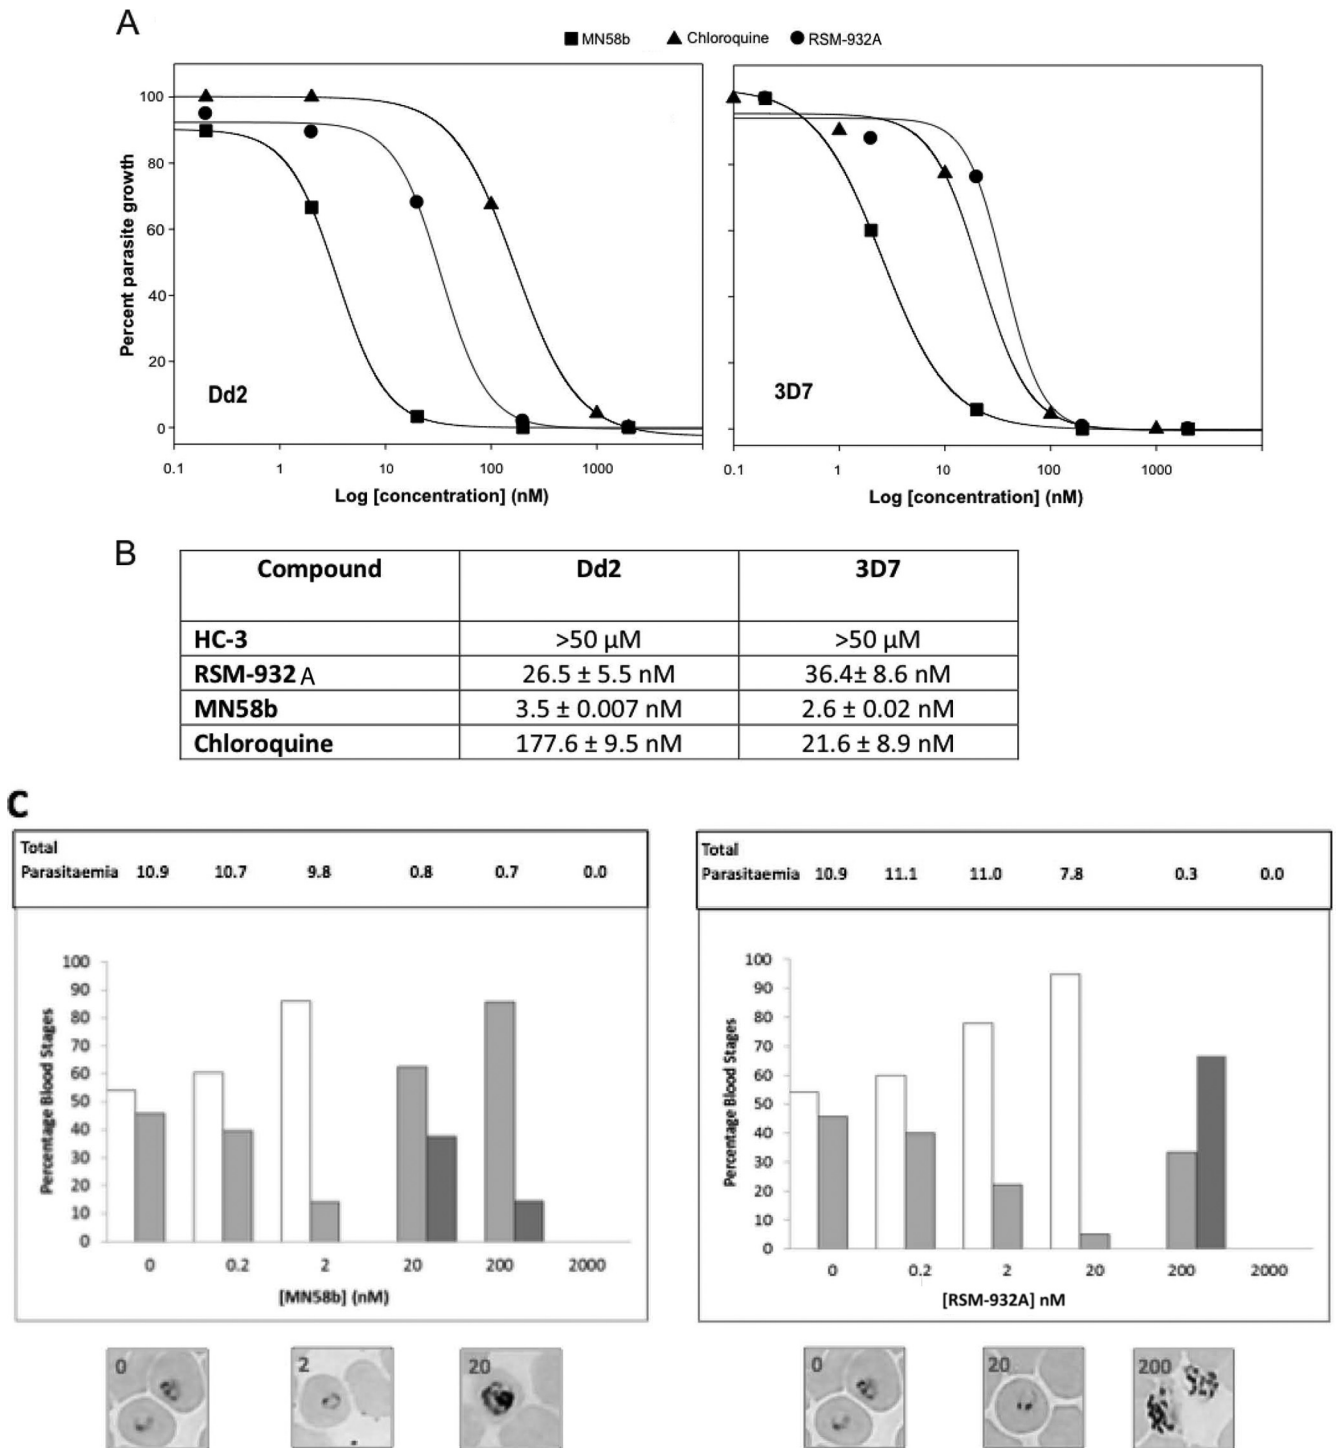 A
MN58b Chloroquine RSM-932A
Percent parasite growth
100
80
60
40
20
0
Dd2
0.1 1 10 100 1000
Log [concentration] (nM)
3D7
0.1 1 10 100 1000
Log [concentration] (nM)
B
Compound Dd2 3D7
HC-3 >50 µM >50 µM
RSM-932 A 26.5 ± 5.5 nM 36.4± 8.6 nM
MN58b 3.5 ± 0.007 nM 2.6 ± 0.02 nM
Chloroquine 177.6 ± 9.5 nM 21.6 ± 8.9 nM
C
Total
Parasitaemia 10.9 10.7 9.8 0.8 0.7 0.0
Percentage Blood Stages
100
90
80
70
60
50
40
30
20
10
0
0 0.2 2 20 200 2000
[MN58b] (nM)
0 2 20
Total
Parasitaemia 10.9 11.1 11.0 7.8 0.3 0.0
Percentage Blood Stages
100
90
80
70
60
50
40
30
20
10
0
0 0.2 2 20 200 2000
[RSM-932A] nM
0 20 200